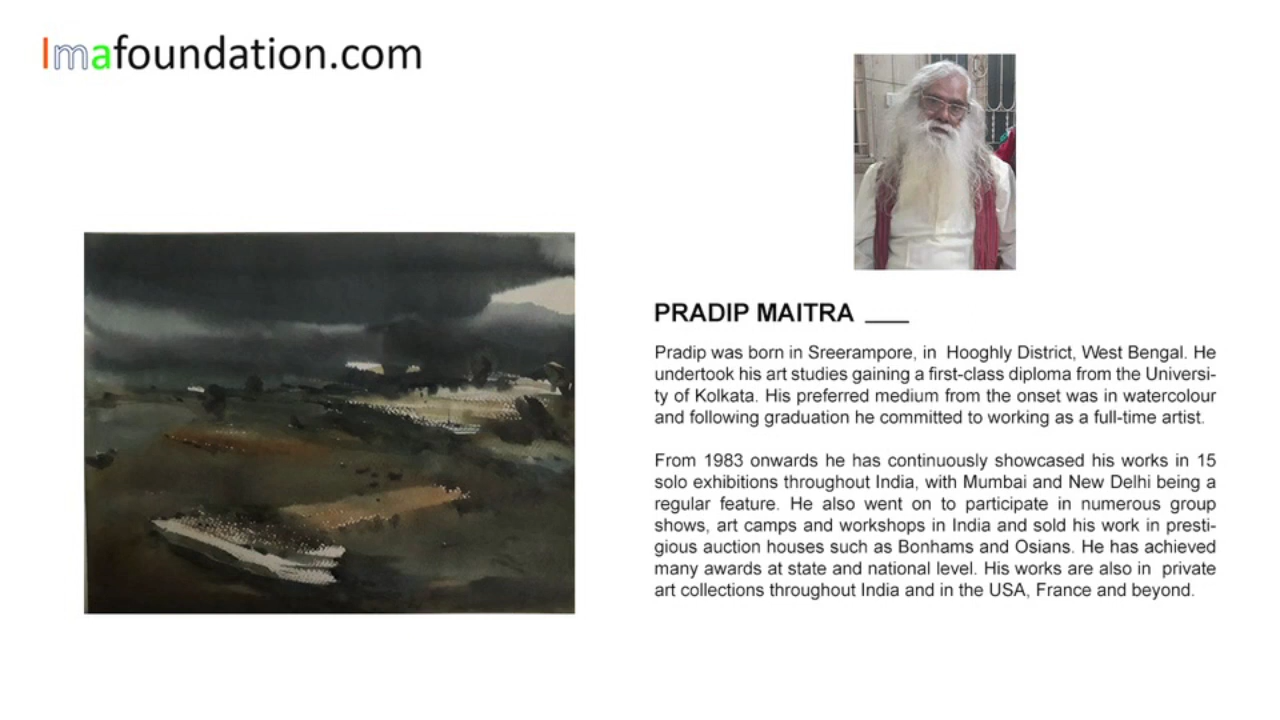 Imafoundation.com
PRADIP MAITRA ___
Pradip was born in Sreerampore, in Hooghly District, West Bengal. He
undertook his art studies gaining a first-class diploma from the Universi-
ty of Kolkata. His preferred medium from the onset was in watercolour
and following graduation he committed to working as a full-time artist.
From 1983 onwards he has continuously showcased his works in 15
solo exhibitions throughout India, with Mumbai and New Delhi being a
regular feature. He also went on to participate in numerous group
shows, art camps and workshops in India and sold his work in presti-
gious auction houses such as Bonhams and Osians. He has achieved
many awards at state and national level. His works are also in private
art collections throughout India and in the USA, France and beyond.